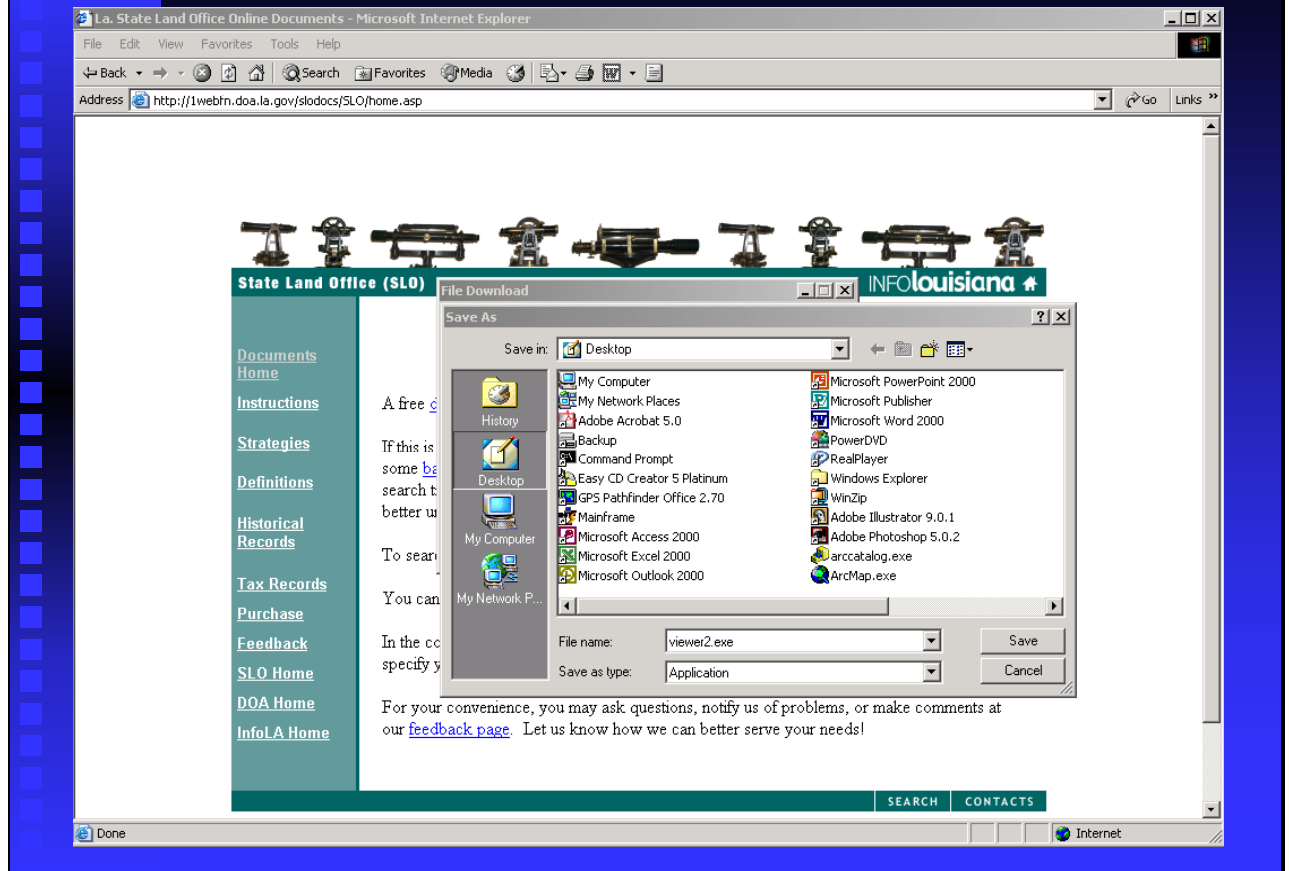 La. State Land Office Online Documents - Microsoft Internet Explorer
File Edit View Favorites Tools Help
Back Search Favorites Media
Address http://1webfn.doa.la.gov/slodocs/SLO/home.asp Go Links »
State Land Office (SLO) INFOlouisiana
Documents
Home
Instructions
Strategies
Definitions
Historical
Records
Tax Records
Purchase
Feedback
SLO Home
DOA Home
InfoLA Home
A free
If this is
some
search
better
To
You can
In the
specify
For your convenience, you may ask questions, notify us of problems, or make comments at
our feedback page. Let us know how we can better serve your needs!
File Download
Save As
Save in: Desktop
History
Desktop
My Computer
My Network P...
My Computer
My Network Places
Adobe Acrobat 5.0
Backup
Command Prompt
Easy CD Creator 5 Platinum
GPS Pathfinder Office 2.70
Mainframe
Microsoft Access 2000
Microsoft Excel 2000
Microsoft Outlook 2000
Microsoft PowerPoint 2000
Microsoft Publisher
Microsoft Word 2000
PowerDVD
RealPlayer
Windows Explorer
WinZip
Adobe Illustrator 9.0.1
Adobe Photoshop 5.0.2
arccatalog.exe
ArcMap.exe
File name: viewer2.exe Save
Save as type: Application Cancel
SEARCH CONTACTS
Done Internet